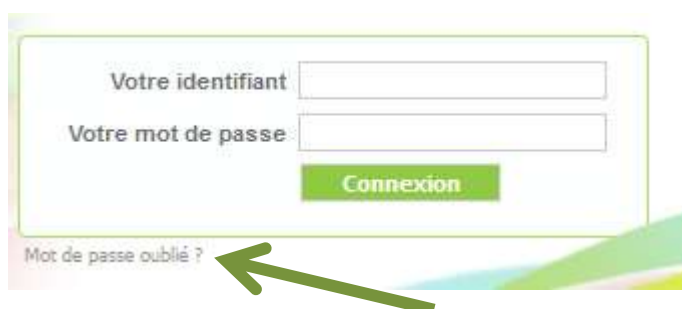 Votre identifiant
Votre mot de passe
Connexion
Mot de passe oublié ?